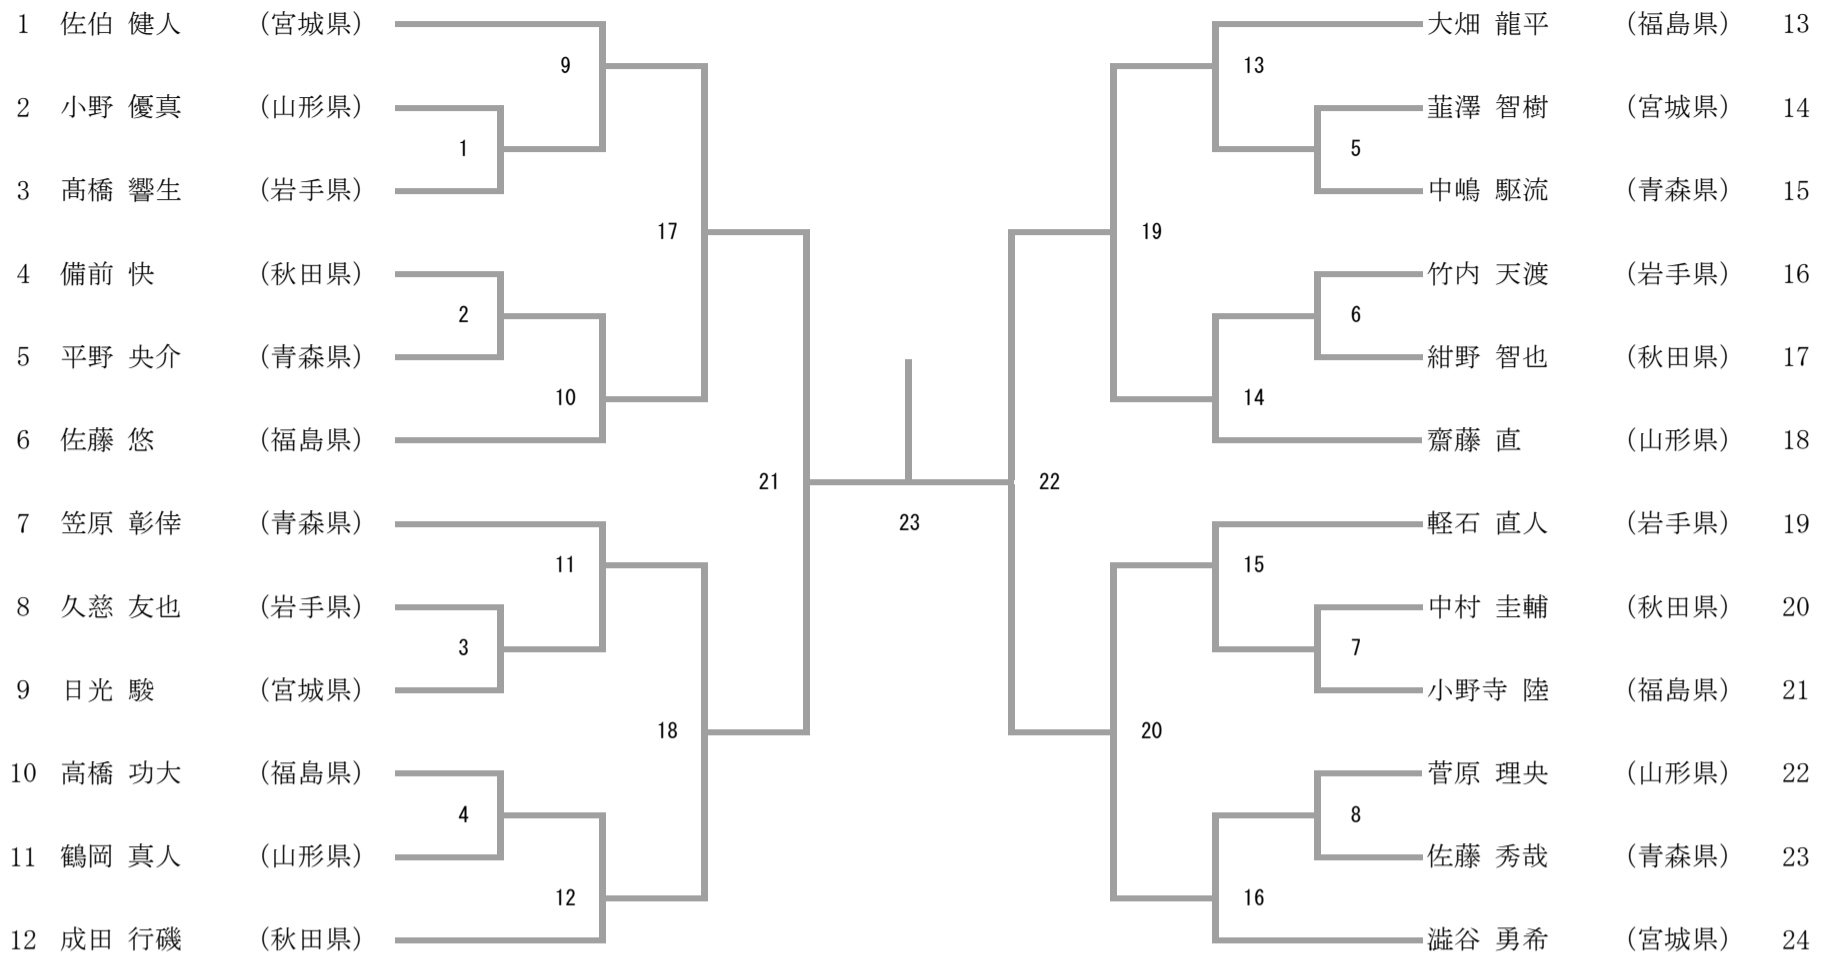 1 佐伯 健人 (宮城県) 大畑 龍平 (福島県) 13
9 13
2 小野 優真 (山形県) 韮澤 智樹 (宮城県) 14
1 5
3 髙橋 響生 (岩手県) 中嶋 駆流 (青森県) 15
17 19
4 備前 快 (秋田県) 竹内 天渡 (岩手県) 16
2 6
5 平野 央介 (青森県) 紺野 智也 (秋田県) 17
10 14
6 佐藤 悠 (福島県) 齋藤 直 (山形県) 18
21 22
7 笠原 彰倖 (青森県) 軽石 直人 (岩手県) 19
23
11 15
8 久慈 友也 (岩手県) 中村 圭輔 (秋田県) 20
3 7
9 日光 駿 (宮城県) 小野寺 陸 (福島県) 21
18 20
10 高橋 功大 (福島県) 菅原 理央 (山形県) 22
4 8
11 鶴岡 真人 (山形県) 佐藤 秀哉 (青森県) 23
12 16
12 成田 行磯 (秋田県) 澁谷 勇希 (宮城県) 24